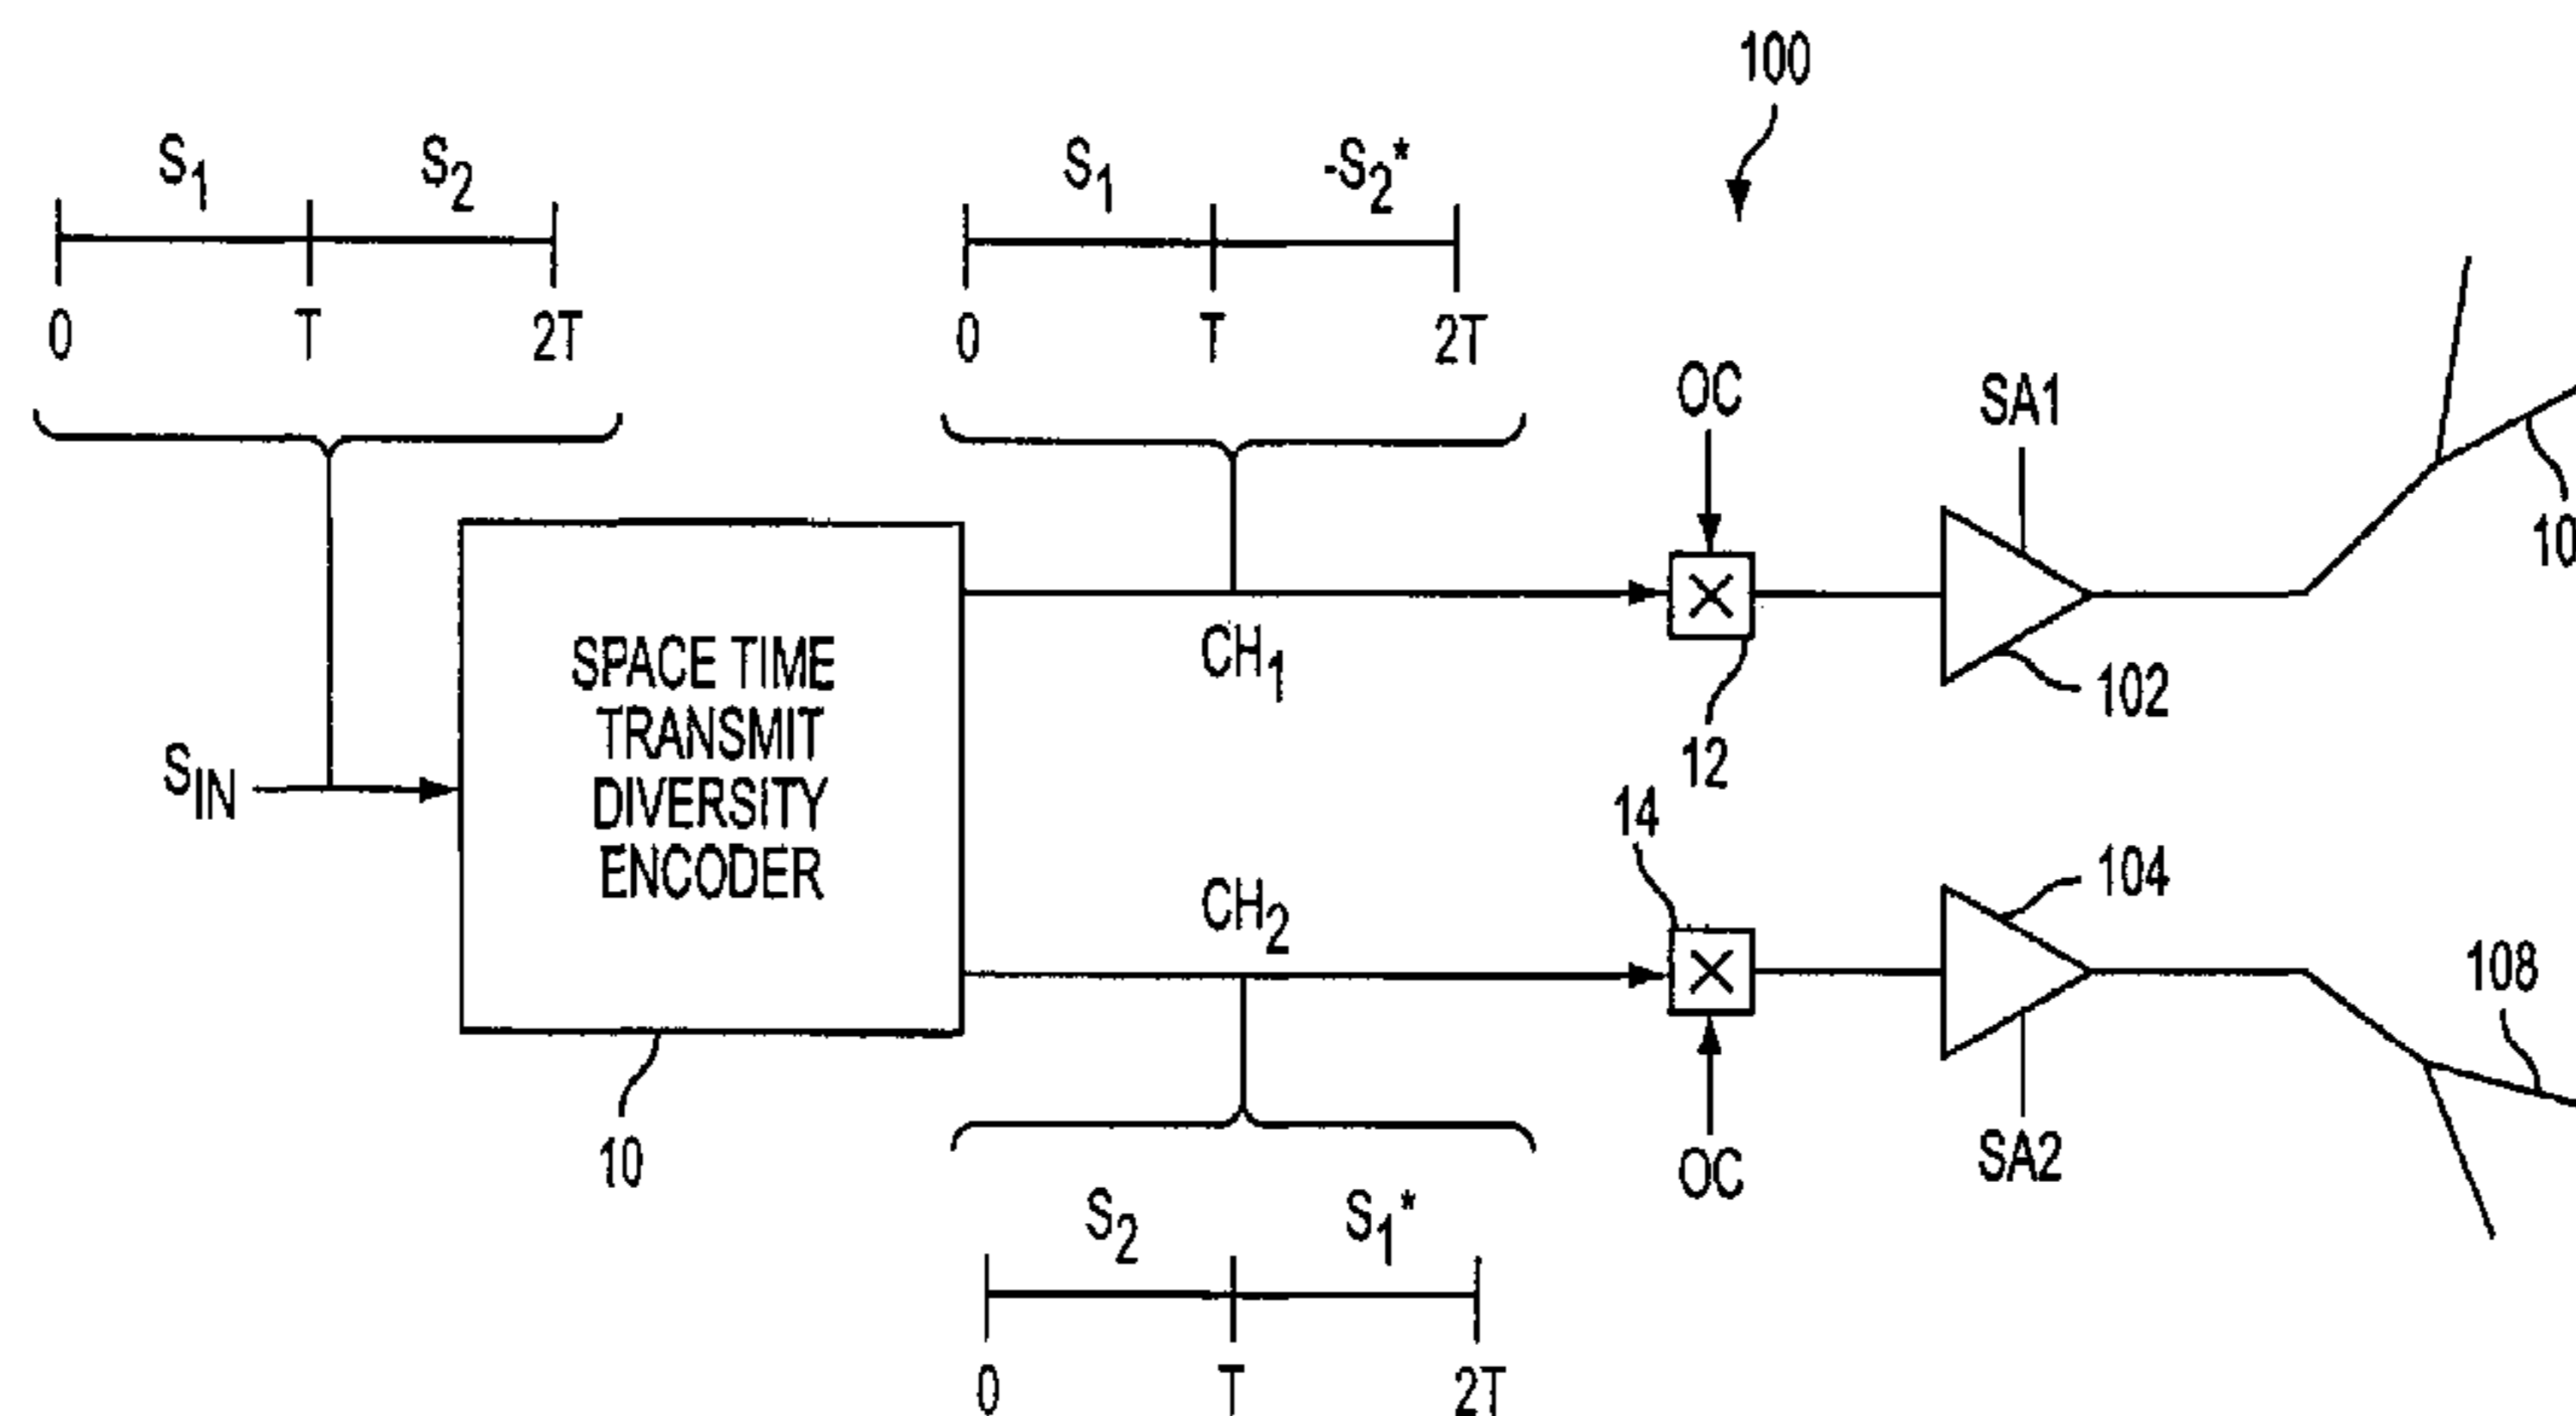 100
S1 S2
0 T 2T
S1 -S2*
0 T 2T
OC
SA1
SPACE TIME
TRANSMIT
DIVERSITY
ENCODER
SIN
CH1
12
102
CH2
14
104
108
10
OC
SA2
S2 S1*
0 T 2T